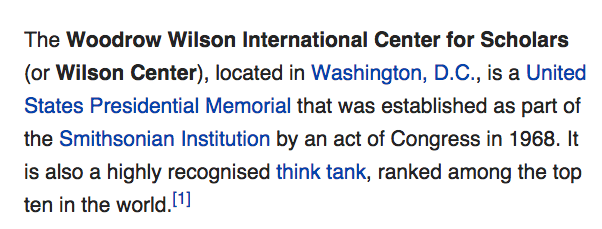 The Woodrow Wilson International Center for Scholars
(or Wilson Center), located in Washington, D.C., is a United
States Presidential Memorial that was established as part of
the Smithsonian Institution by an act of Congress in 1968. It
is also a highly recognised think tank, ranked among the top
ten in the world.[1]